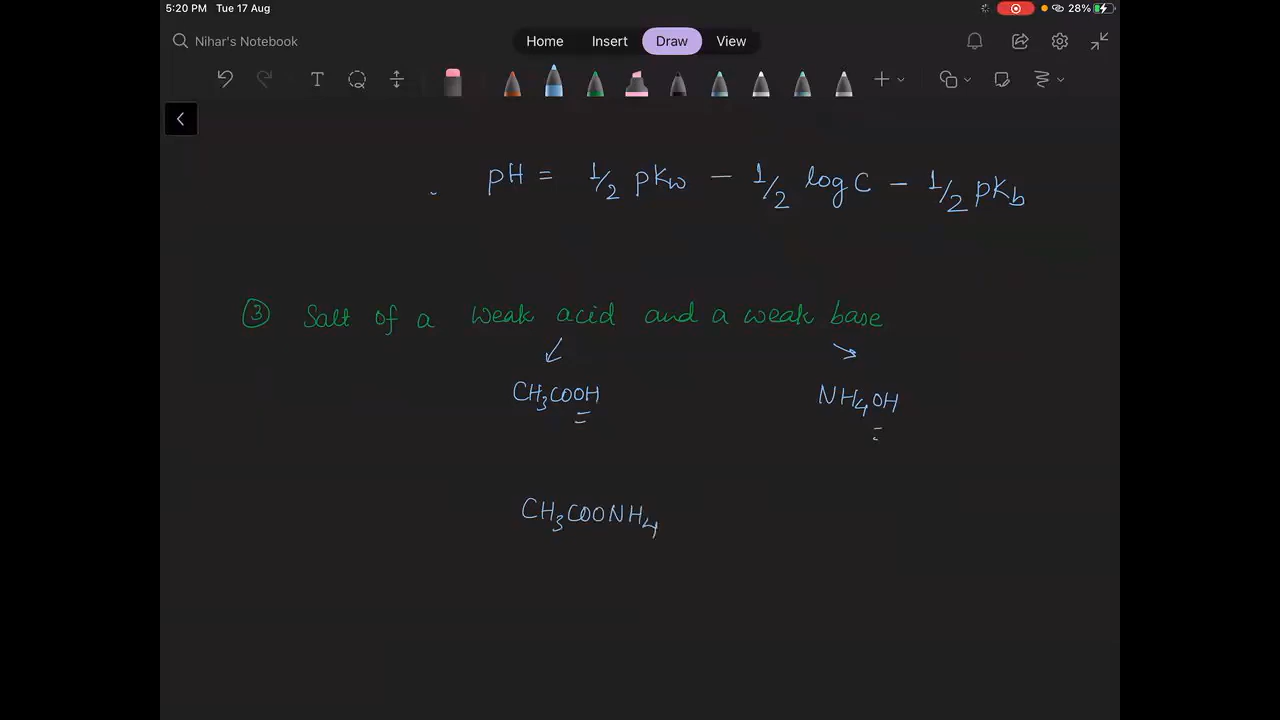 5:20 PM Tue 17 Aug 28%
Nihar's Notebook Home Insert Draw View
T
pH = 1/2 pKw - 1/2 log C - 1/2 pKb
③ Salt of a weak acid and a weak base
CH3COOH NH4OH
CH3COONH4